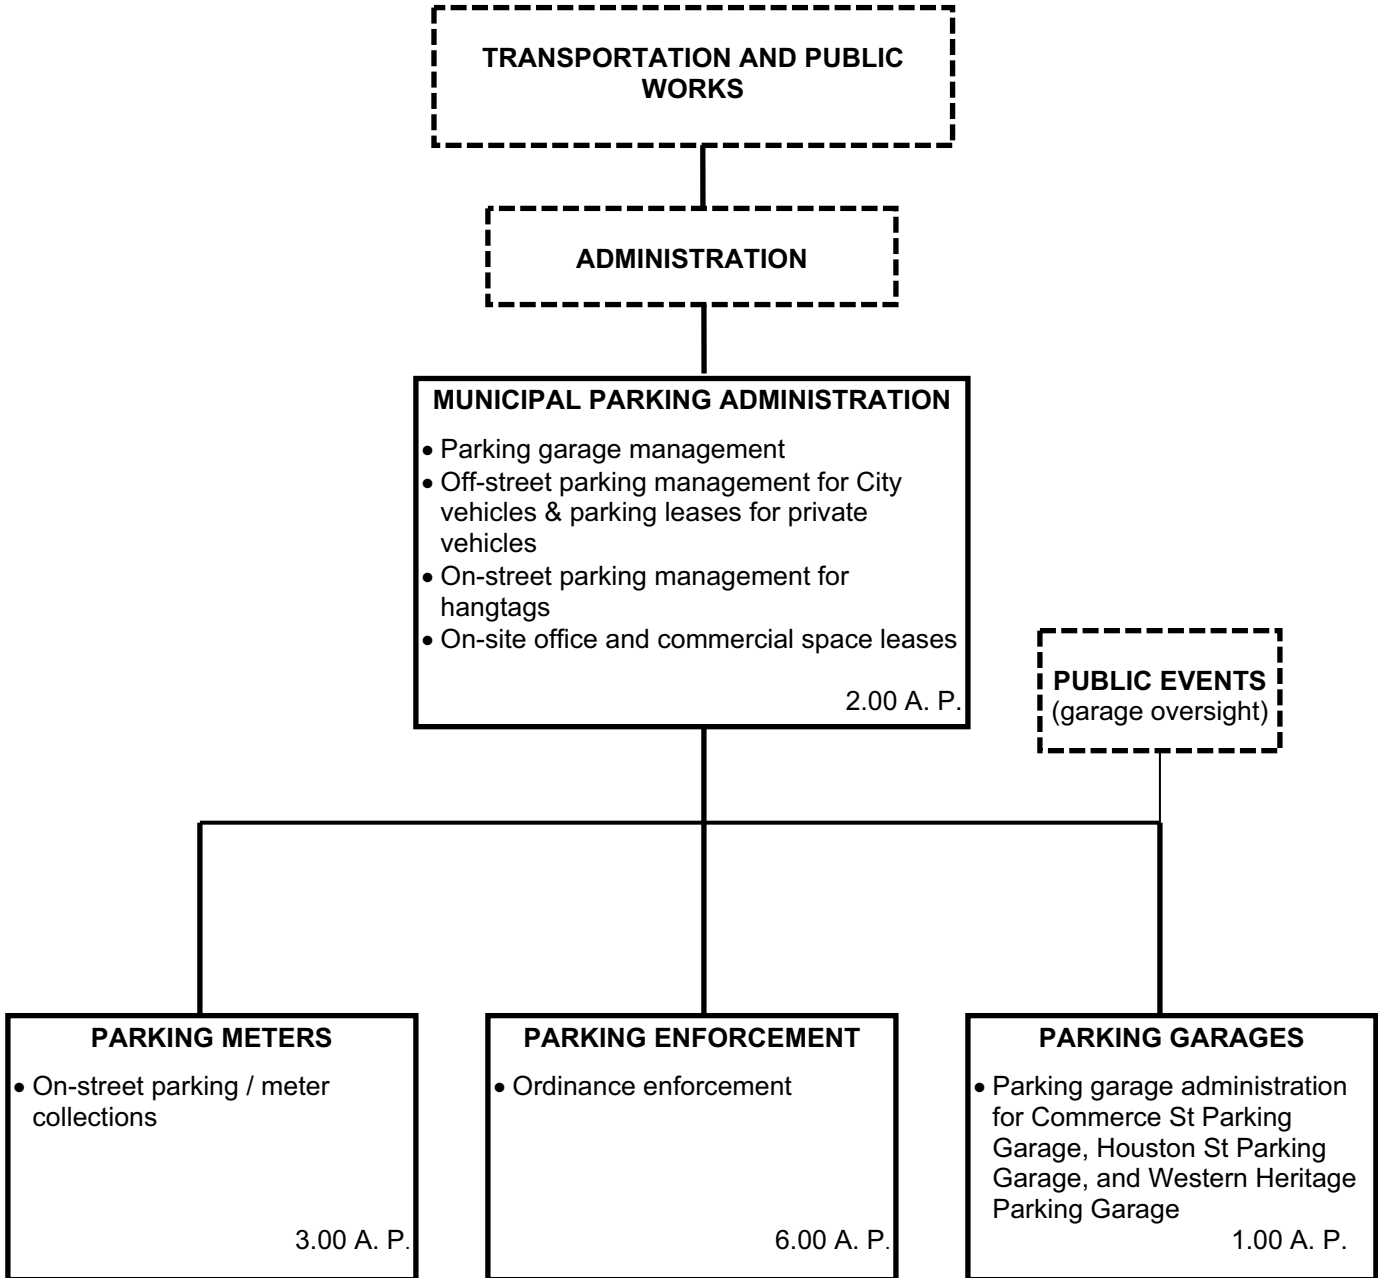 TRANSPORTATION AND PUBLIC
WORKS
ADMINISTRATION
MUNICIPAL PARKING ADMINISTRATION
• Parking garage management
• Off-street parking management for City
vehicles & parking leases for private
vehicles
• On-street parking management for
hangtags
• On-site office and commercial space leases
2.00 A. P.
PUBLIC EVENTS
(garage oversight)
PARKING METERS
• On-street parking / meter
collections
3.00 A. P.
PARKING ENFORCEMENT
• Ordinance enforcement
6.00 A. P.
PARKING GARAGES
• Parking garage administration
for Commerce St Parking
Garage, Houston St Parking
Garage, and Western Heritage
Parking Garage
1.00 A. P.